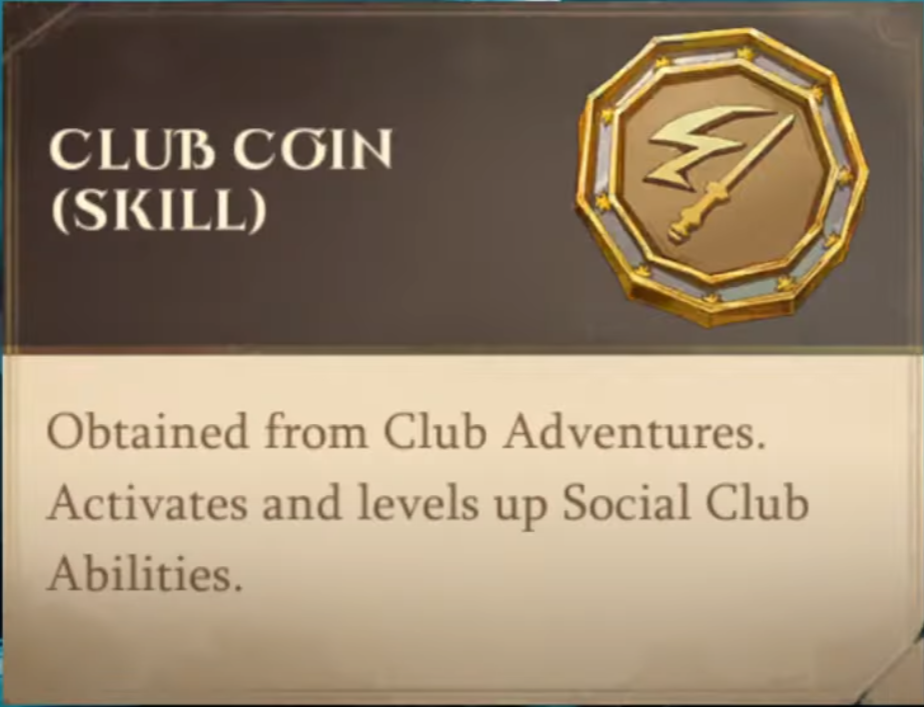 CLUB COIN
(SKILL)
Obtained from Club Adventures.
Activates and levels up Social Club
Abilities.